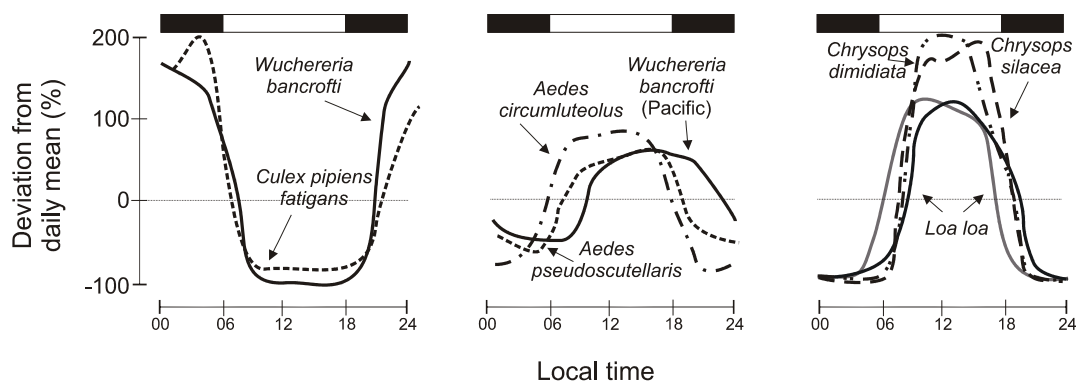 Deviation from
daily mean (%)
200
100
0
-100
Wuchereria
bancrofti
Culex pipiens
fatigans
00 06 12 18 24
Aedes
circumluteolus
Wuchereria
bancrofti
(Pacific)
Aedes
pseudoscutellaris
00 06 12 18 24
Chrysops
dimidiata
Chrysops
silacea
Loa loa
00 06 12 18 24
Local time